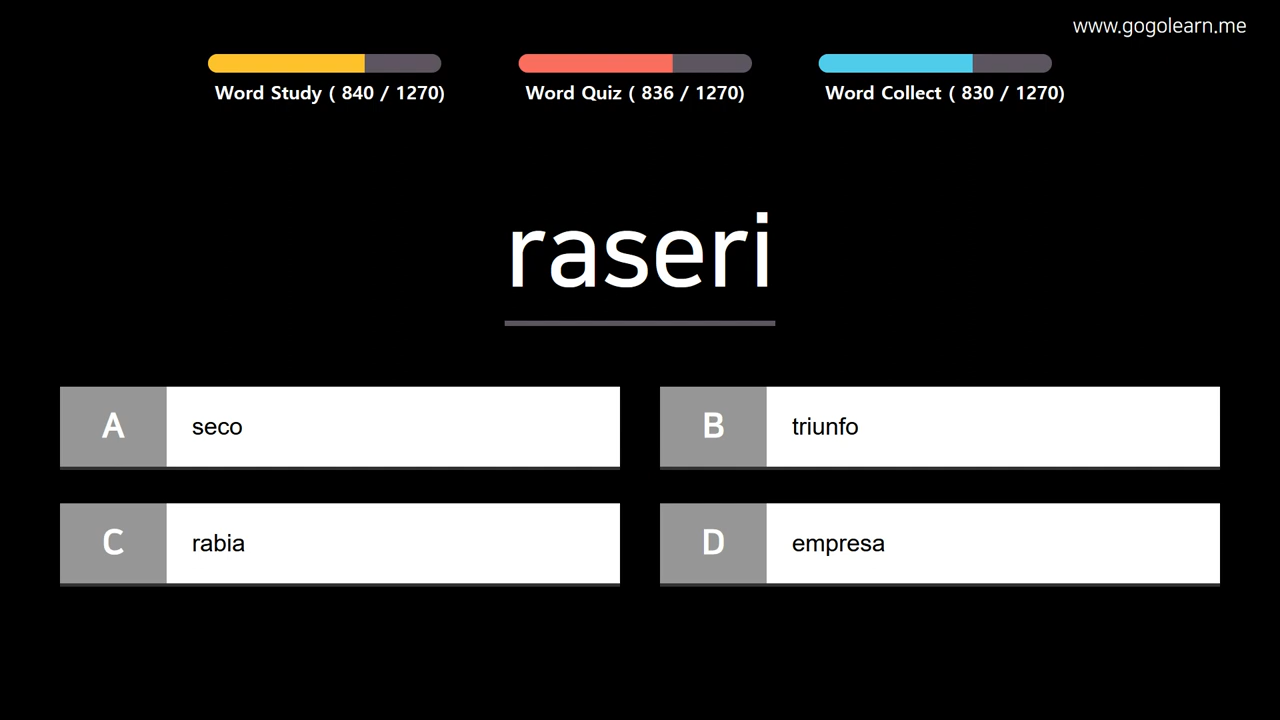 www.gogolearn.me
Word Study ( 840 / 1270)
Word Quiz ( 836 / 1270)
Word Collect ( 830 / 1270)
raseri
A seco
B triunfo
C rabia
D empresa